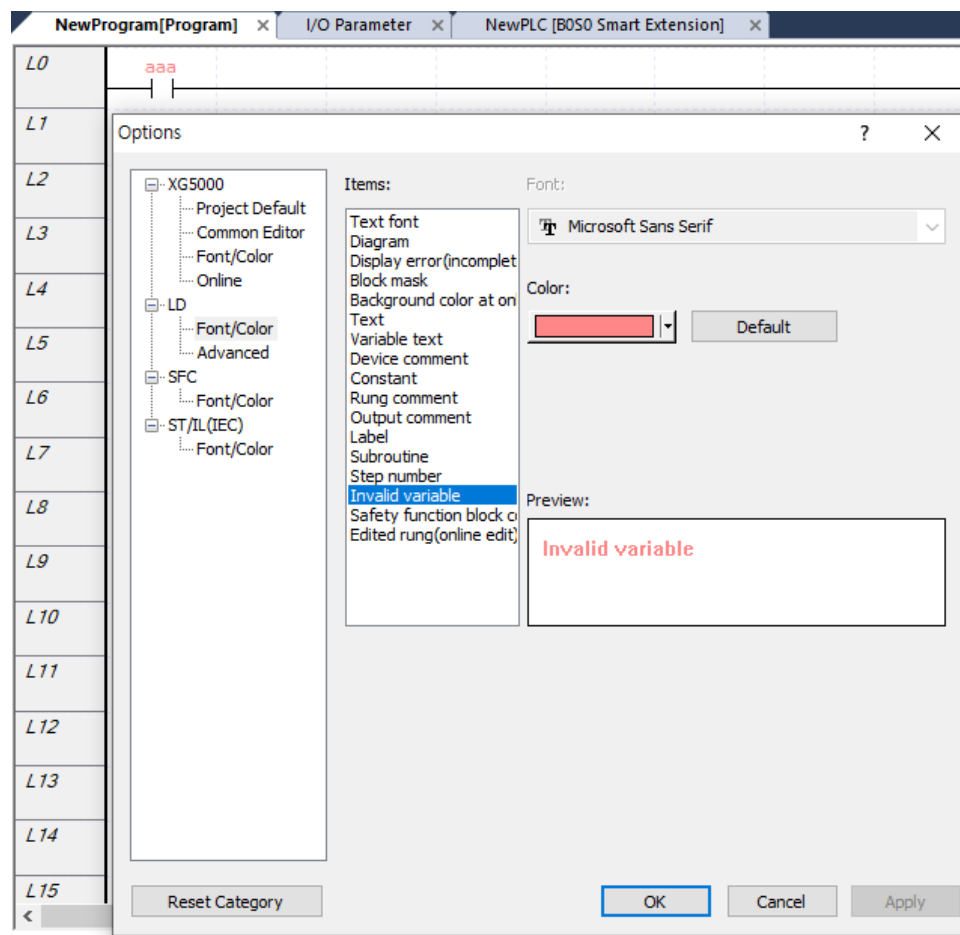 NewProgram[Program] × I/O Parameter × NewPLC [B0S0 Smart Extension] ×
L0
aaa
L1
L2
L3
L4
L5
L6
L7
L8
L9
L10
L11
L12
L13
L14
L15
Options ? ×
XG5000
Project Default
Common Editor
Font/Color
Online
LD
Font/Color
Advanced
SFC
Font/Color
ST/IL(IEC)
Font/Color
Items:
Text font
Diagram
Display error(incomplet
Block mask
Background color at onl
Text
Variable text
Device comment
Constant
Rung comment
Output comment
Label
Subroutine
Step number
Invalid variable
Safety function block c
Edited rung(online edit)
Font:
Microsoft Sans Serif
Color:
Default
Preview:
Invalid variable
Reset Category
OK
Cancel
Apply